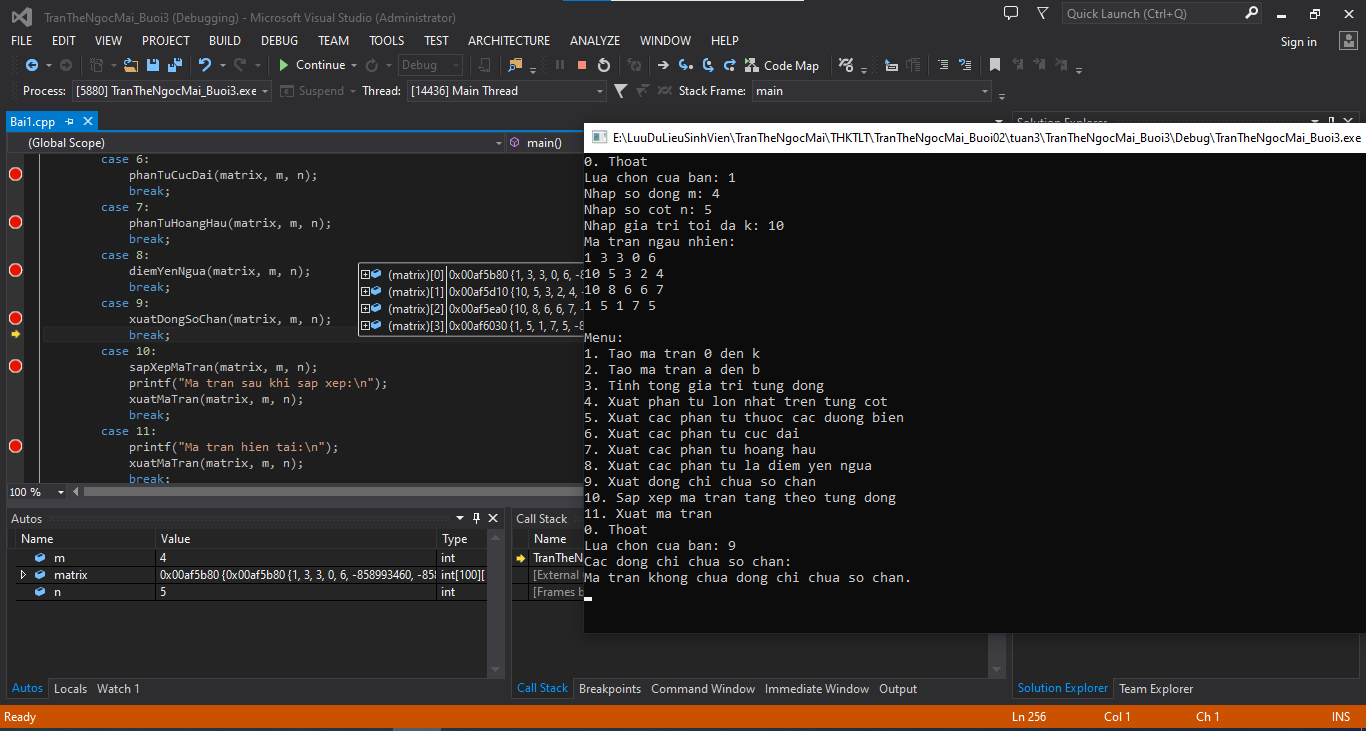 TranTheNgocMai_Buoi3 (Debugging) - Microsoft Visual Studio (Administrator)
Quick Launch (Ctrl+Q)
FILE EDIT VIEW PROJECT BUILD DEBUG TEAM TOOLS TEST ARCHITECTURE ANALYZE WINDOW HELP
Sign in
Continue Debug Code Map
Process: [5880] TranTheNgocMai_Buoi3.exe Suspend Thread: [14436] Main Thread Stack Frame: main
Bai1.cpp
Solution Explorer
(Global Scope) main()
case 6:
phanTuCucDai(matrix, m, n);
break;
case 7:
phanTuHoangHau(matrix, m, n);
break;
case 8:
diemYenNgua(matrix, m, n);
break;
case 9:
xuatDongSoChan(matrix, m, n);
break;
case 10:
sapXepMaTran(matrix, m, n);
printf("Ma tran sau khi sap xep:\n");
xuatMaTran(matrix, m, n);
break;
case 11:
printf("Ma tran hien tai:\n");
xuatMaTran(matrix, m, n);
break;
(matrix)[0] 0x00af5b80 {1, 3, 3, 0, 6, -8
(matrix)[1] 0x00af5d10 {10, 5, 3, 2, 4, -
(matrix)[2] 0x00af5ea0 {10, 8, 6, 6, 7, -
(matrix)[3] 0x00af6030 {1, 5, 1, 7, 5, -8
100 %
E:\LuuDuLieuSinhVien\TranTheNgocMai\THKTLT\TranTheNgocMai_Buoi02\tuan3\TranTheNgocMai_Buoi3\Debug\TranTheNgocMai_Buoi3.exe
0. Thoat
Lua chon cua ban: 1
Nhap so dong m: 4
Nhap so cot n: 5
Nhap gia tri toi da k: 10
Ma tran ngau nhien:
1 3 3 0 6
10 5 3 2 4
10 8 6 6 7
1 5 1 7 5
Menu:
1. Tao ma tran 0 den k
2. Tao ma tran a den b
3. Tinh tong gia tri tung dong
4. Xuat phan tu lon nhat tren tung cot
5. Xuat cac phan tu thuoc cac duong bien
6. Xuat cac phan tu cuc dai
7. Xuat cac phan tu hoang hau
8. Xuat cac phan tu la diem yen ngua
9. Xuat dong chi chua so chan
10. Sap xep ma tran tang theo tung dong
11. Xuat ma tran
0. Thoat
Lua chon cua ban: 9
Cac dong chi chua so chan:
Ma tran khong chua dong chi chua so chan.
Autos
Name Value Type
m 4 int
matrix 0x00af5b80 {0x00af5b80 {1, 3, 3, 0, 6, -858993460, -858 int[100][
n 5 int
Autos Locals Watch 1
Call Stack
Name
TranTheN
[External
[Frames b
Call Stack Breakpoints Command Window Immediate Window Output
Solution Explorer Team Explorer
Ready Ln 256 Col 1 Ch 1 INS